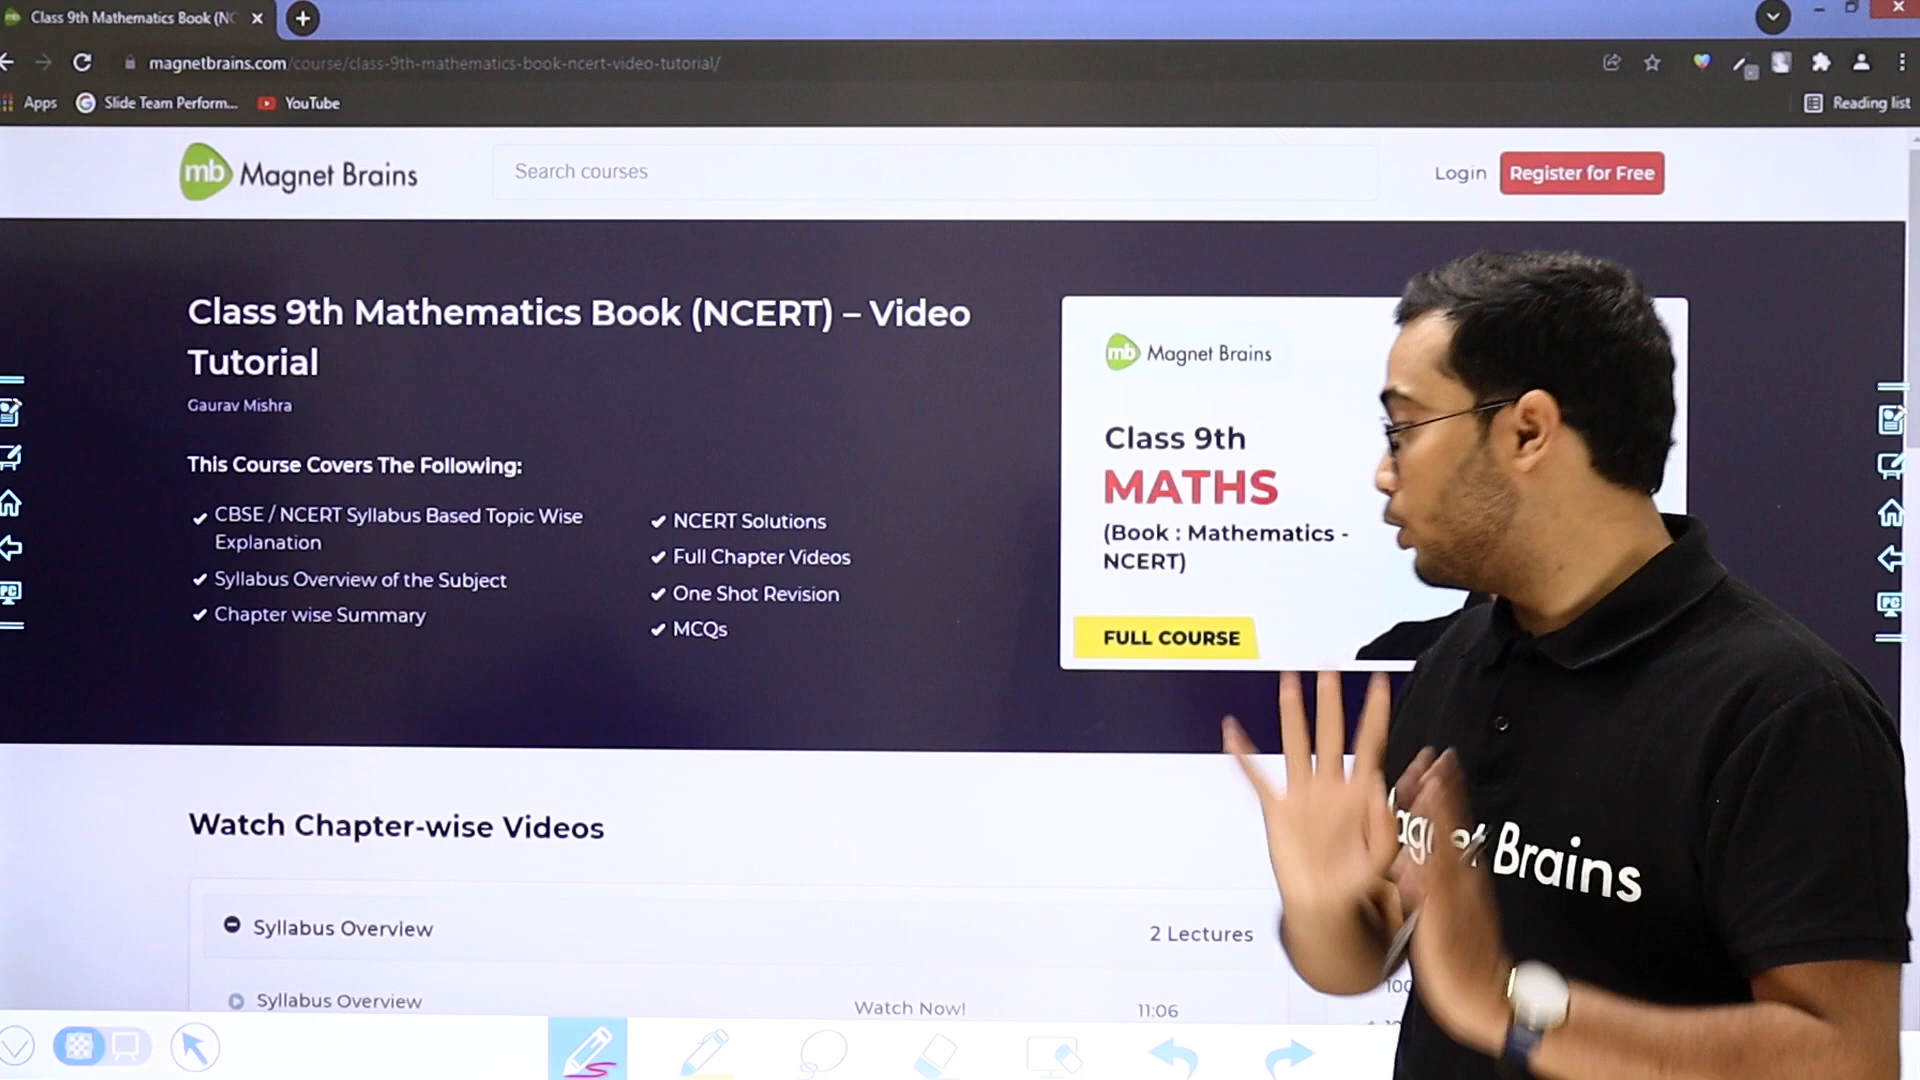 Class 9th Mathematics Book (NC
magnetbrains.com/course/class-9th-mathematics-book-ncert-video-tutorial/
Apps
Slide Team Perform...
YouTube
Reading list
mb Magnet Brains
Search courses
Login
Register for Free
Class 9th Mathematics Book (NCERT) – Video
Tutorial
Gaurav Mishra
This Course Covers The Following:
CBSE / NCERT Syllabus Based Topic Wise
Explanation
Syllabus Overview of the Subject
Chapter wise Summary
NCERT Solutions
Full Chapter Videos
One Shot Revision
MCQs
mb Magnet Brains
Class 9th
MATHS
(Book : Mathematics -
NCERT)
FULL COURSE
PC
PC
Watch Chapter-wise Videos
Syllabus Overview
2 Lectures
Syllabus Overview
Watch Now!
11:06
Brains